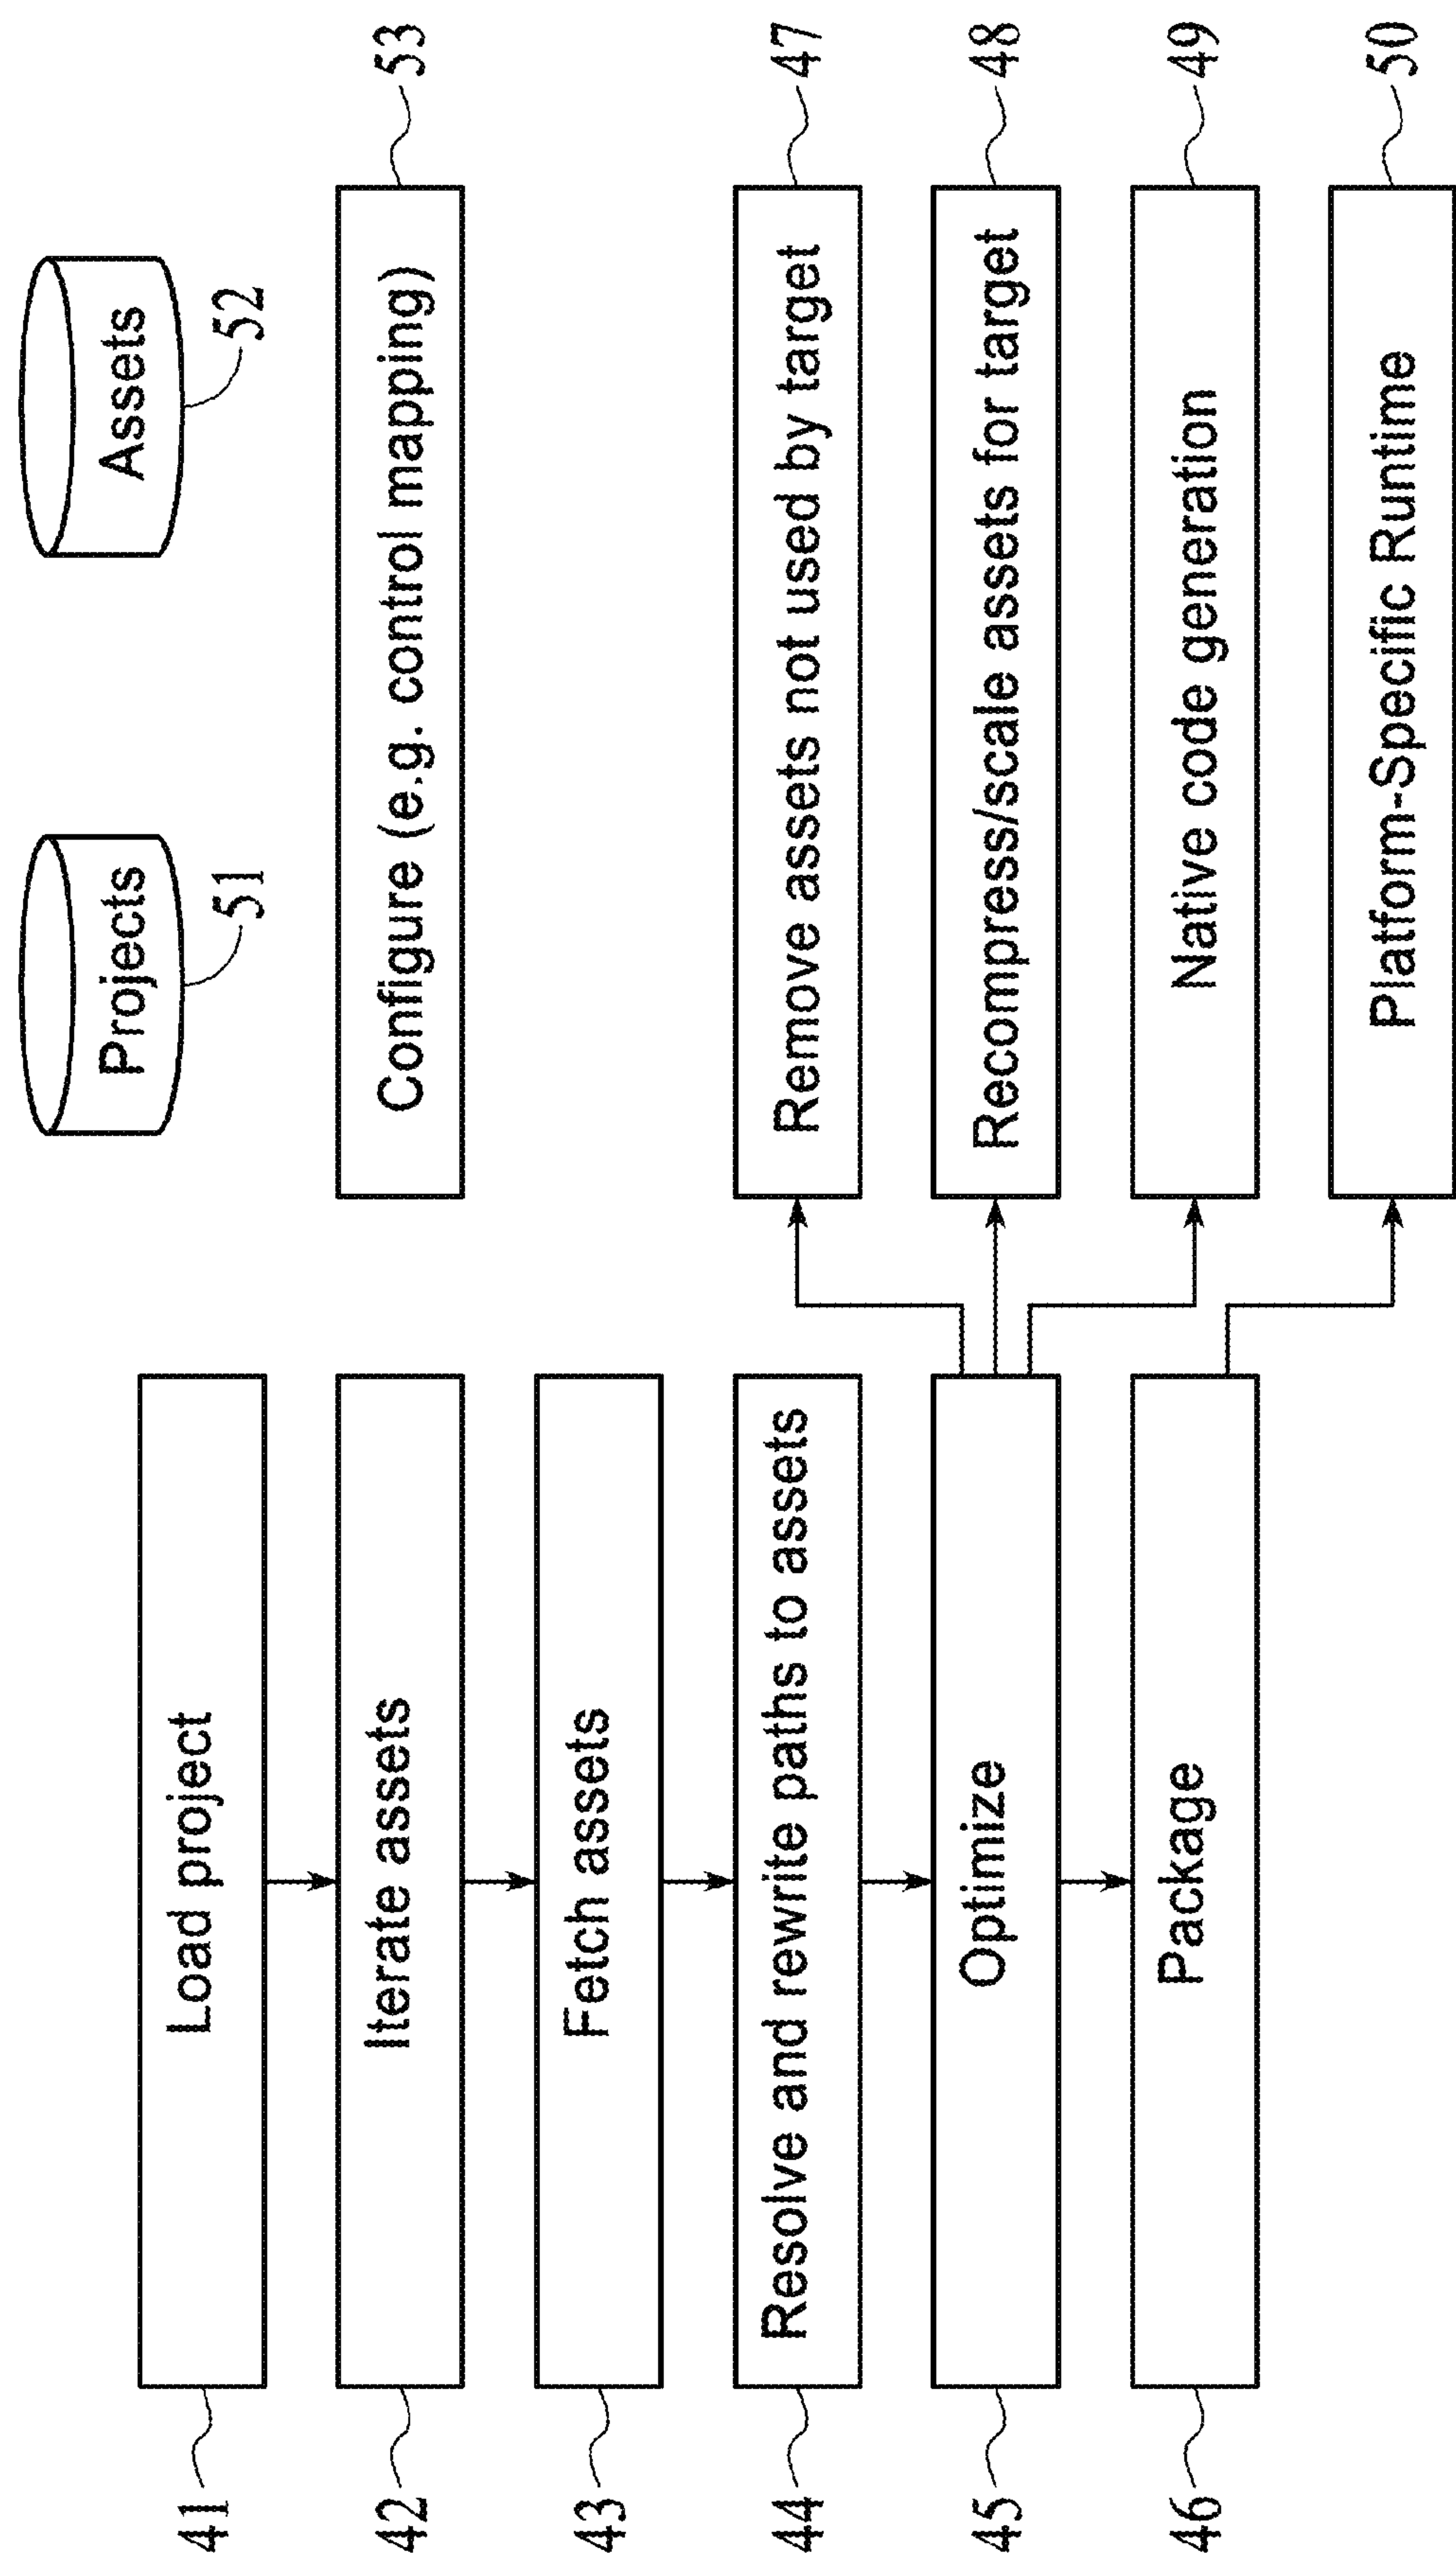 Projects
51
Assets
52
41
Load project
42
Iterate assets
Configure (e.g. control mapping)
53
43
Fetch assets
44
Resolve and rewrite paths to assets
Remove assets not used by target
47
45
Optimize
Recompress/scale assets for target
48
46
Package
Native code generation
49
Platform-Specific Runtime
50